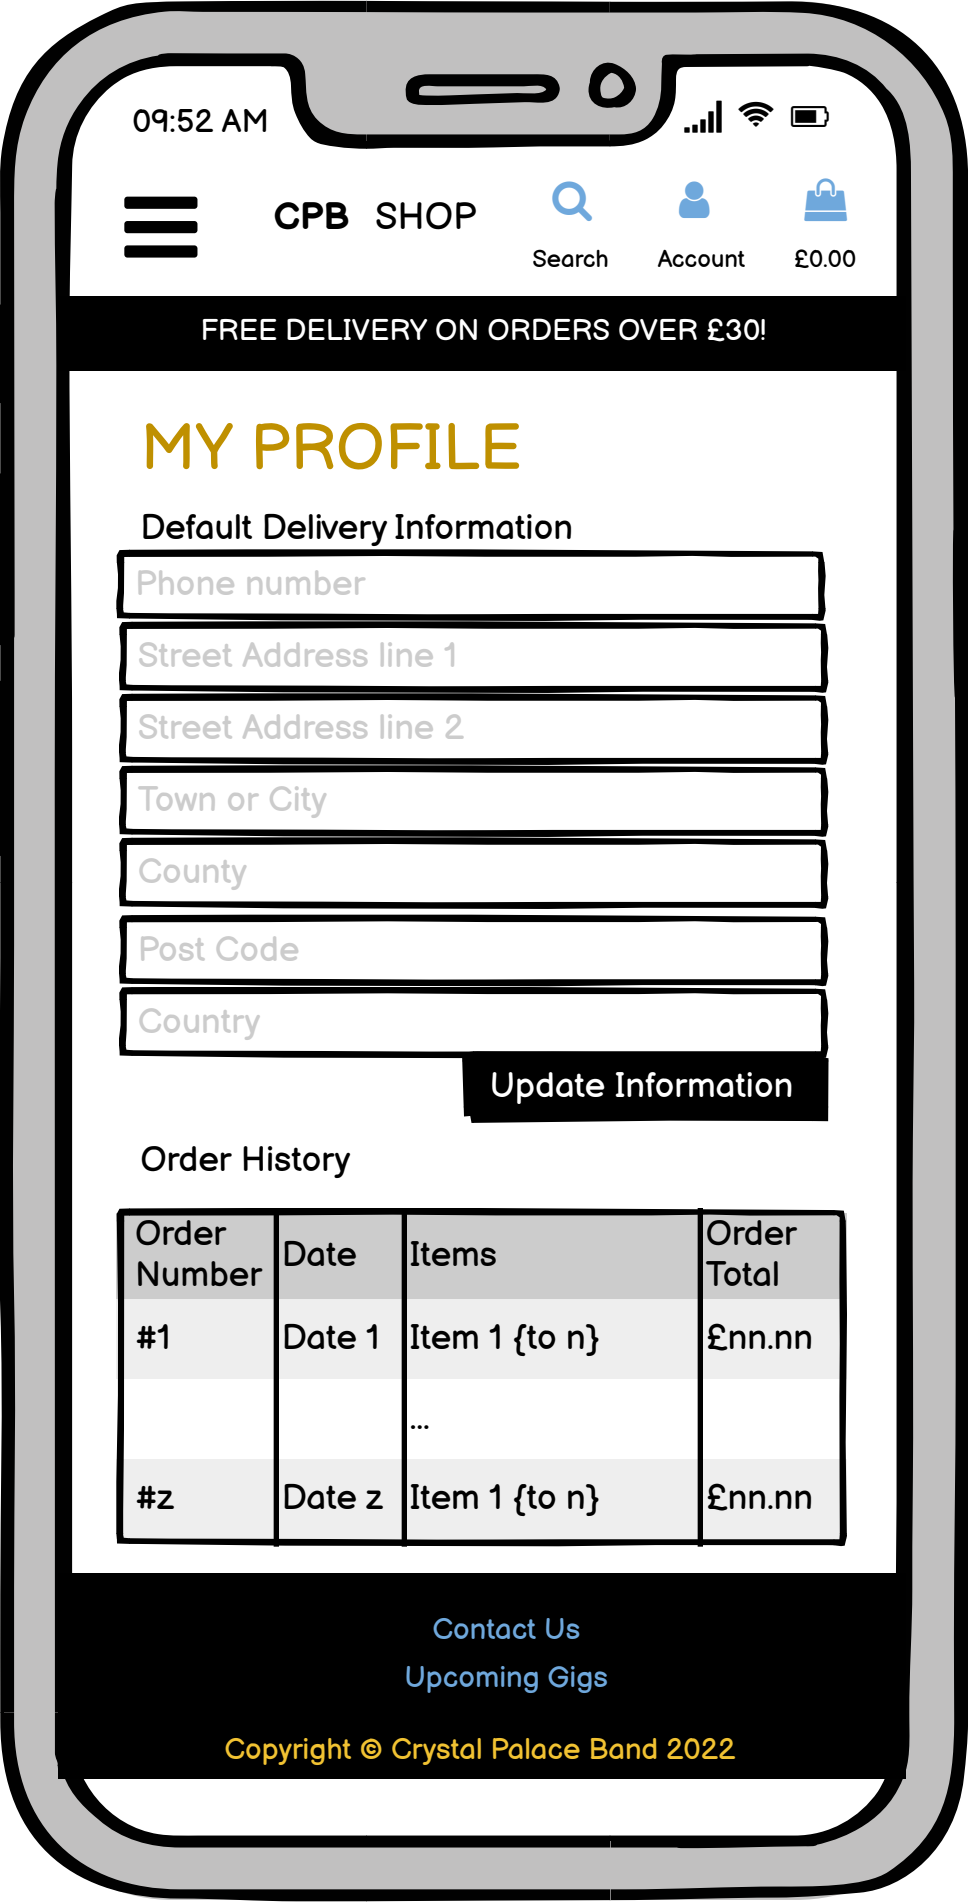 09:52 AM
CPB SHOP
Search Account £0.00
FREE DELIVERY ON ORDERS OVER £30!
MY PROFILE
Default Delivery Information
Phone number
Street Address line 1
Street Address line 2
Town or City
County
Post Code
Country
Update Information
Order History
Order Number Date Items Order Total
#1 Date 1 Item 1 {to n} £nn.nn
...
#z Date z Item 1 {to n} £nn.nn
Contact Us
Upcoming Gigs
Copyright © Crystal Palace Band 2022